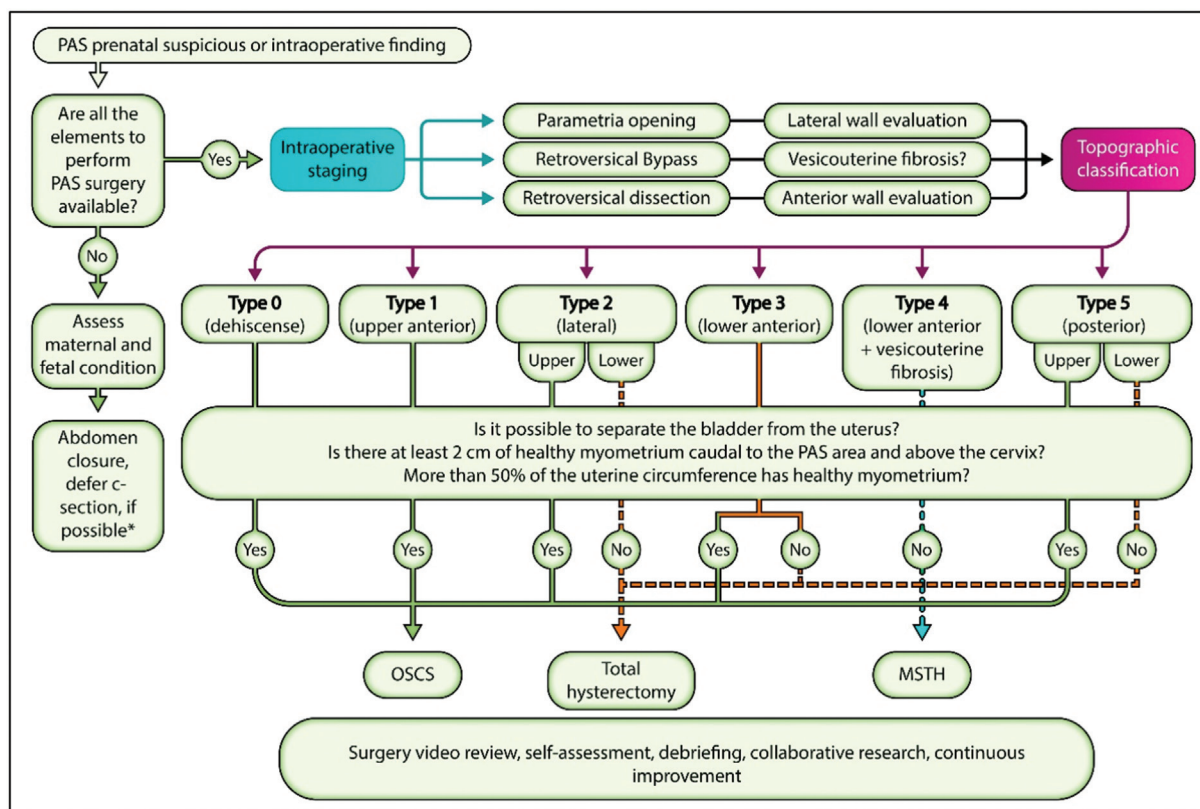 PAS prenatal suspicious or intraoperative finding
Are all the
elements to
perform
PAS surgery
available?
Yes
Intraoperative
staging
Parametria opening
Lateral wall evaluation
Retroversical Bypass
Vesicouterine fibrosis?
Retroversical dissection
Anterior wall evaluation
Topographic
classification
No
Assess
maternal and
fetal condition
Abdomen
closure,
defer c-
section, if
possible*
Type 0
(dehiscense)
Type 1
(upper anterior)
Type 2
(lateral)
Upper
Lower
Type 3
(lower anterior)
Type 4
(lower anterior
+ vesicouterine
fibrosis)
Type 5
(posterior)
Upper
Lower
Is it possible to separate the bladder from the uterus?
Is there at least 2 cm of healthy myometrium caudal to the PAS area and above the cervix?
More than 50% of the uterine circumference has healthy myometrium?
Yes
Yes
Yes
No
Yes
No
No
Yes
No
OSCS
Total
hysterectomy
MSTH
Surgery video review, self-assessment, debriefing, collaborative research, continuous
improvement